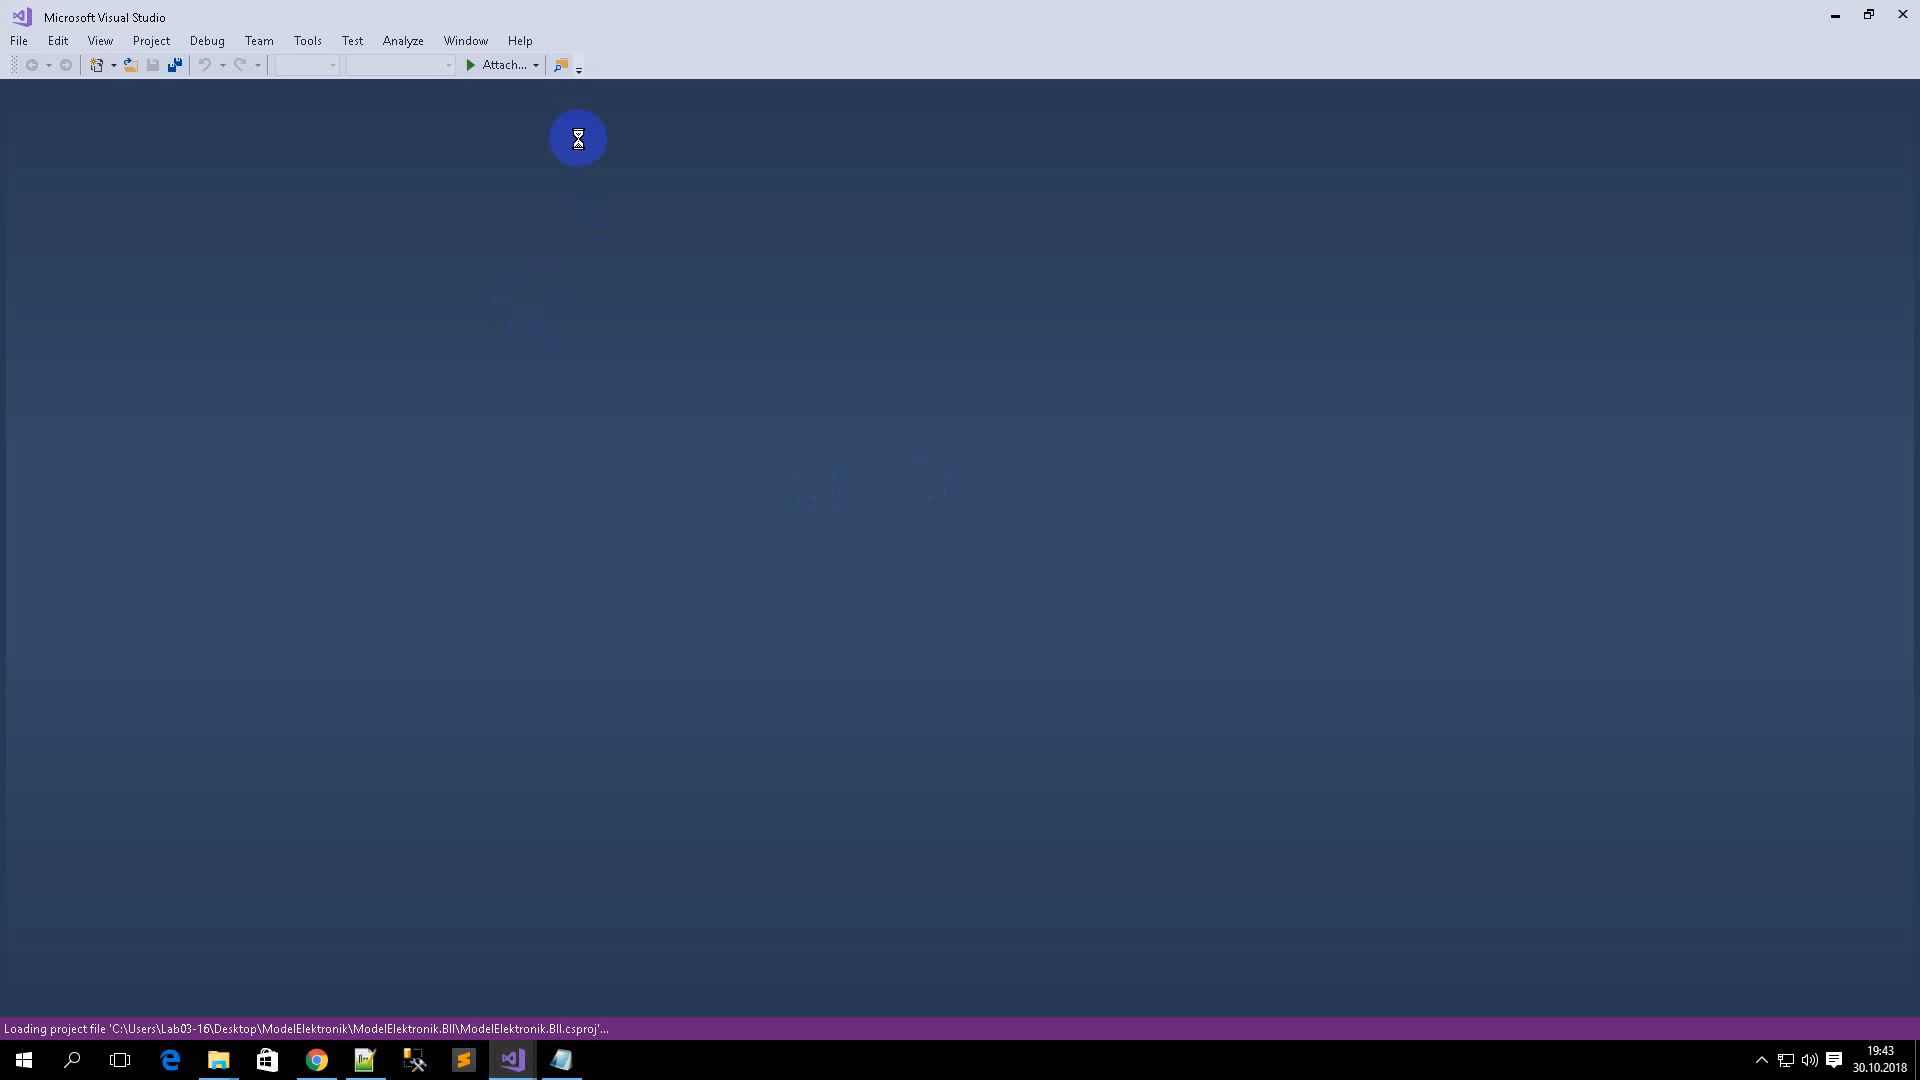 Microsoft Visual Studio
File Edit View Project Debug Team Tools Test Analyze Window Help
Attach...
Loading project file 'C:\Users\Lab03-16\Desktop\ModelElektronik\ModelElektronik.Bll\ModelElektronik.Bll.csproj'...
19:43
30.10.2018